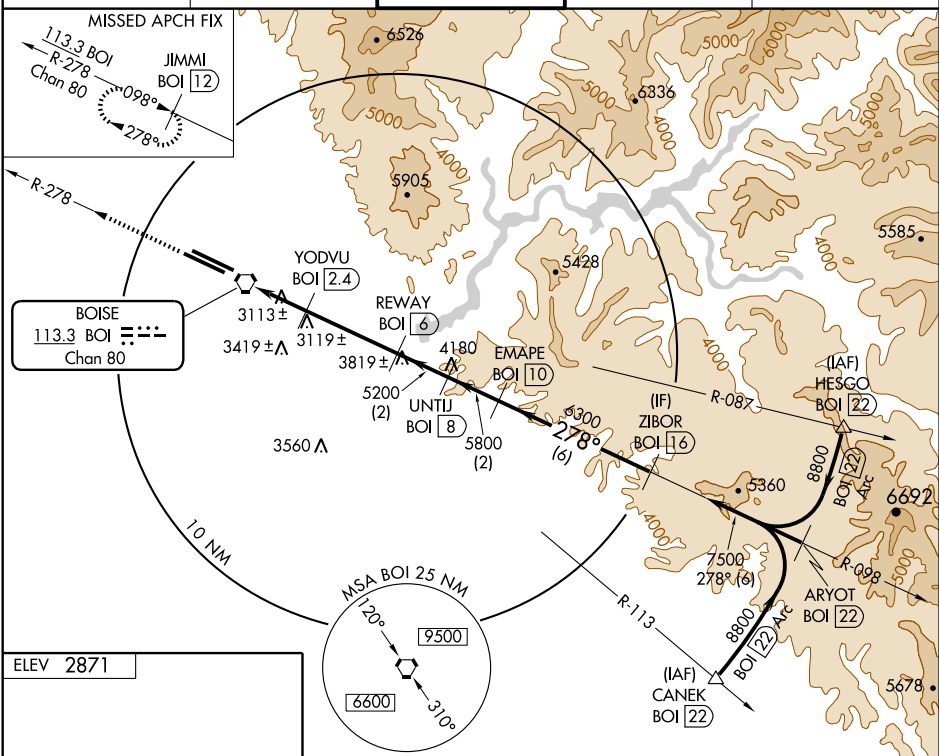 MISSED APCH FIX
113.3 BOI
R-278
Chan 80
JIMMI
BOI 12
098°
278°
6526
5000
6000
5000
6336
5000
4000
5000
4000
5905
4000
5585
4000
5428
R-278
YODVU
BOI 2.4
BOISE
113.3 BOI
Chan 80
3113 ±
3119 ±
3419 ±
REWAY
BOI 6
3819 ±
4180
EMAPE
BOI 10
5200
(2)
UNTIJ
BOI 8
5800
(2)
6300
278°
(6)
3560
4000
(IF)
ZIBOR
BOI 16
R-087
(IAF)
HESGO
BOI 22
8800
BOI 22 Arc
5360
6692
4000
7500
278° (6)
R-098
5000
ARYOT
BOI 22
10 NM
R-113
8800
BOI 22 Arc
(IAF)
CANEK
BOI 22
5678
MSA BOI 25 NM
120°
9500
6600
310°
ELEV 2871